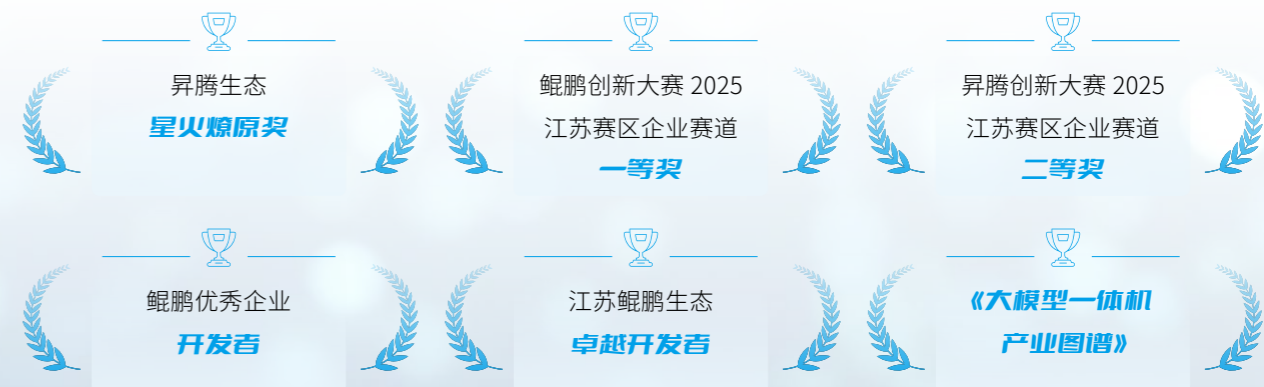 昇腾生态
星火燎原奖
鲲鹏创新大赛 2025
江苏赛区企业赛道
一等奖
昇腾创新大赛 2025
江苏赛区企业赛道
二等奖
鲲鹏优秀企业
开发者
江苏鲲鹏生态
卓越开发者
《大模型一体机
产业图谱》